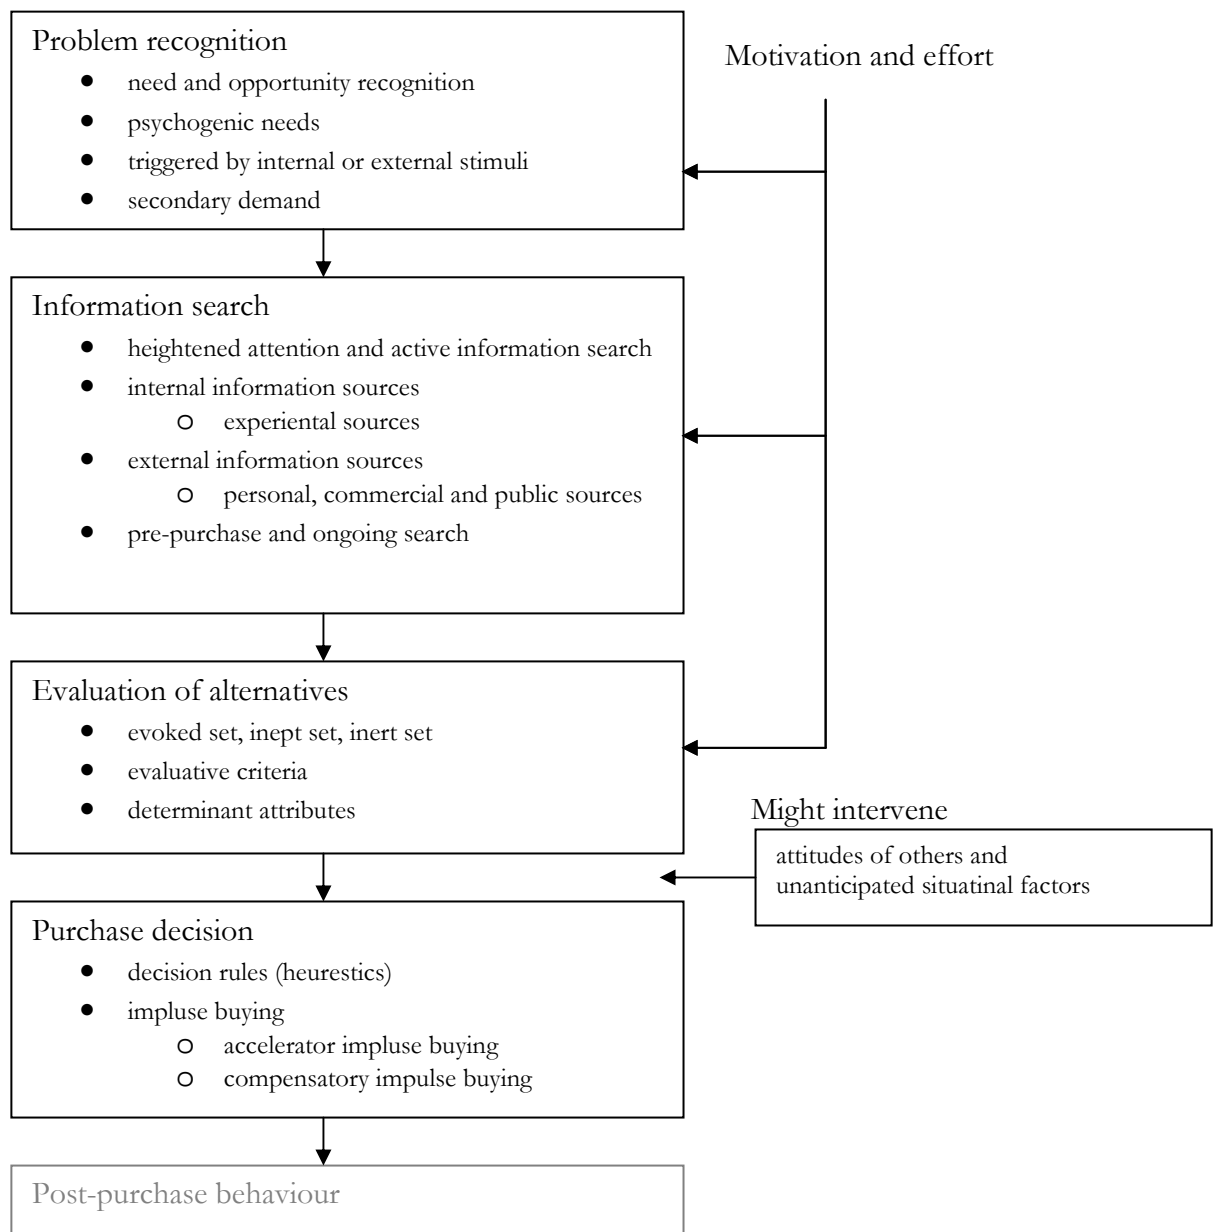 Problem recognition
• need and opportunity recognition
• psychogenic needs
• triggered by internal or external stimuli
• secondary demand
Motivation and effort
Information search
• heightened attention and active information search
• internal information sources
o experiental sources
• external information sources
o personal, commercial and public sources
• pre-purchase and ongoing search
Evaluation of alternatives
• evoked set, inept set, inert set
• evaluative criteria
• determinant attributes
Might intervene
attitudes of others and
unanticipated situatinal factors
Purchase decision
• decision rules (heurestics)
• impluse buying
o accelerator impluse buying
o compensatory impulse buying
Post-purchase behaviour